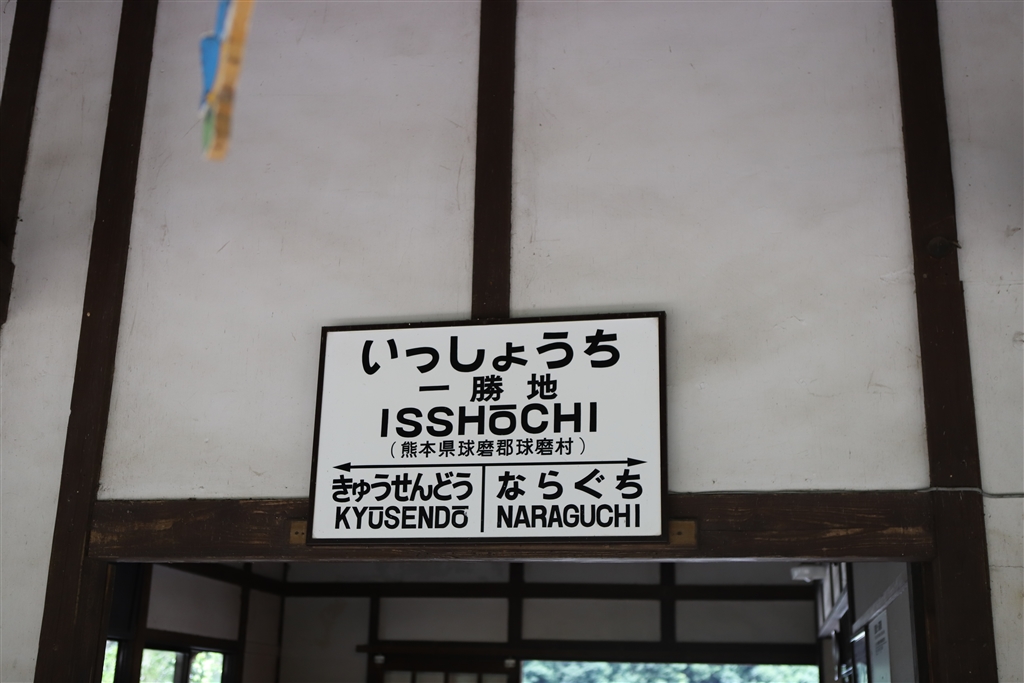 いっしょうち
一勝地
ISSHŌCHI
（熊本県球磨郡球磨村）
きゅうせんどう ならぐち
KYŪSENDŌ NARAGUCHI